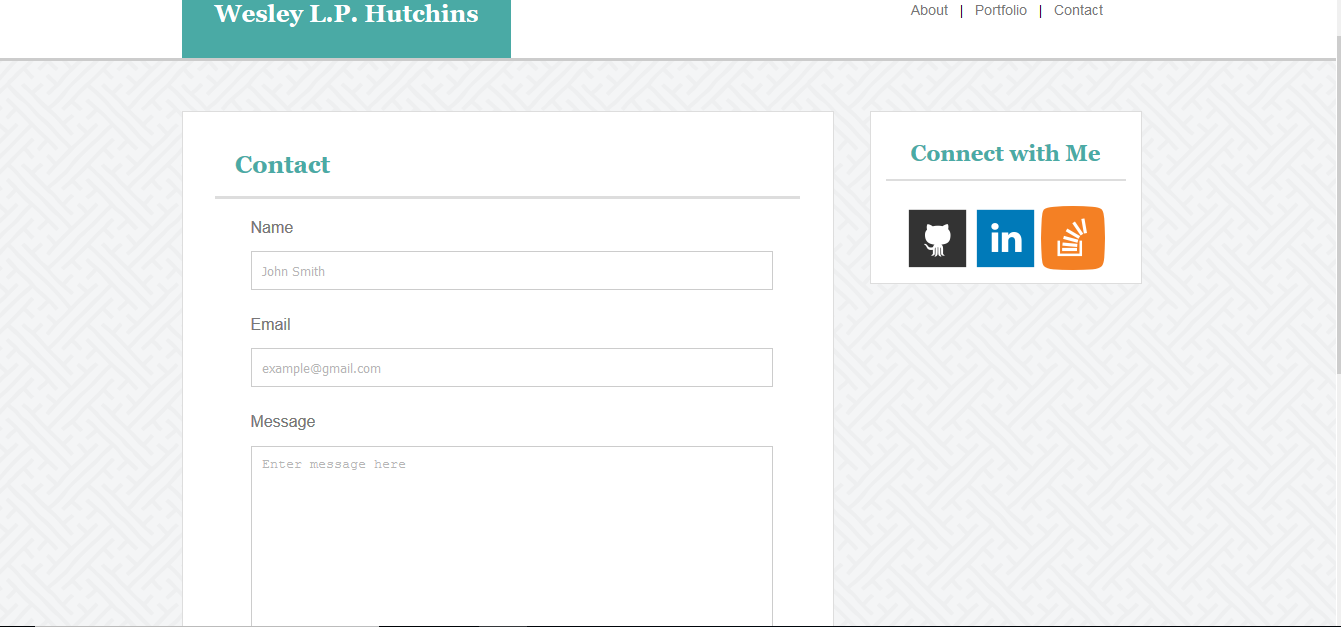 Wesley L.P. Hutchins
About | Portfolio | Contact
Contact
Name
John Smith
Email
example@gmail.com
Message
Enter message here
Connect with Me
in